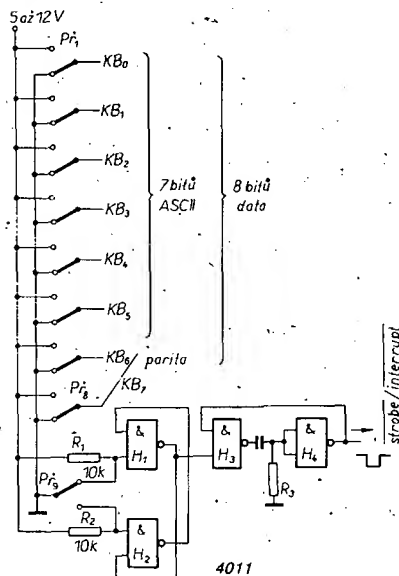 5 až 12 V
Př1
KB0
KB1
KB2
KB3
KB4
KB5
KB6
KB7
7 bitů
ASCII
8 bitů
data
parita
Př8
R1
10k
Př9
R2
10k
&
H1
&
H2
&
H3
&
H4
R3
strobe/interrupt
4011